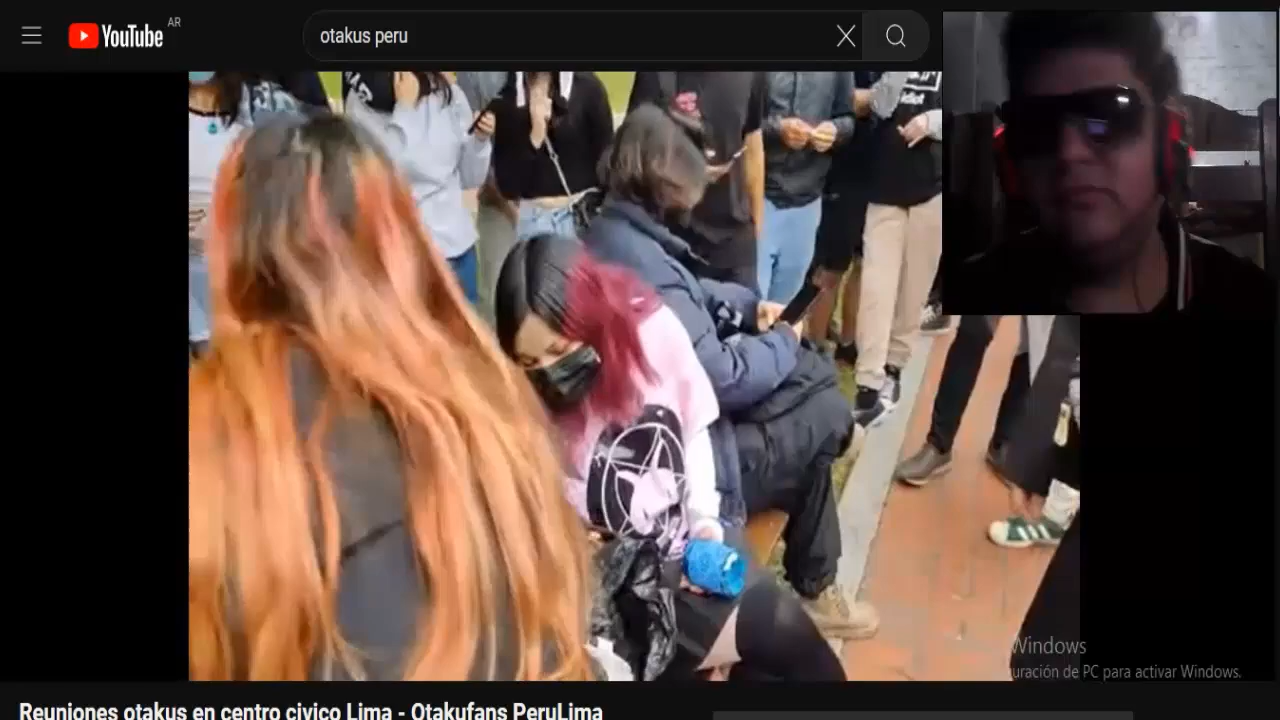 YouTube AR
otakus peru
idiot
Windows
uración de PC para activar Windows.
Reuniones otakus en centro civico Lima - Otakufans PeruLima